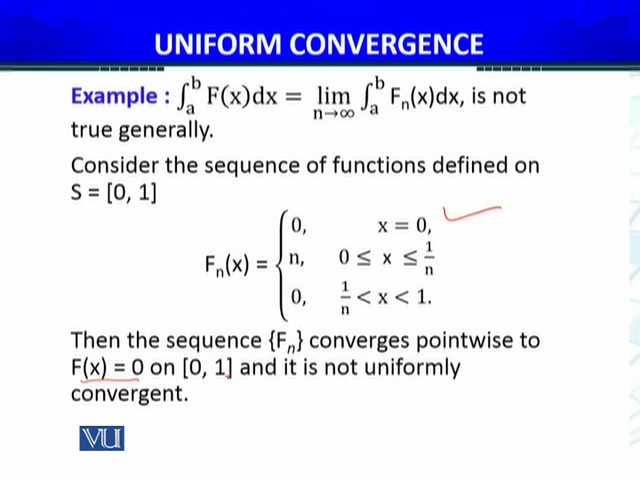 UNIFORM CONVERGENCE
Example : ∫ₐᵇ F(x)dx = lim n→∞ ∫ₐᵇ Fₙ(x)dx, is not
true generally.
Consider the sequence of functions defined on
S = [0, 1]
0, x = 0,
Fₙ(x) = { n, 0 ≤ x ≤ 1/n
0, 1/n < x < 1.
Then the sequence {Fₙ} converges pointwise to
F(x) = 0 on [0, 1] and it is not uniformly
convergent.
VU